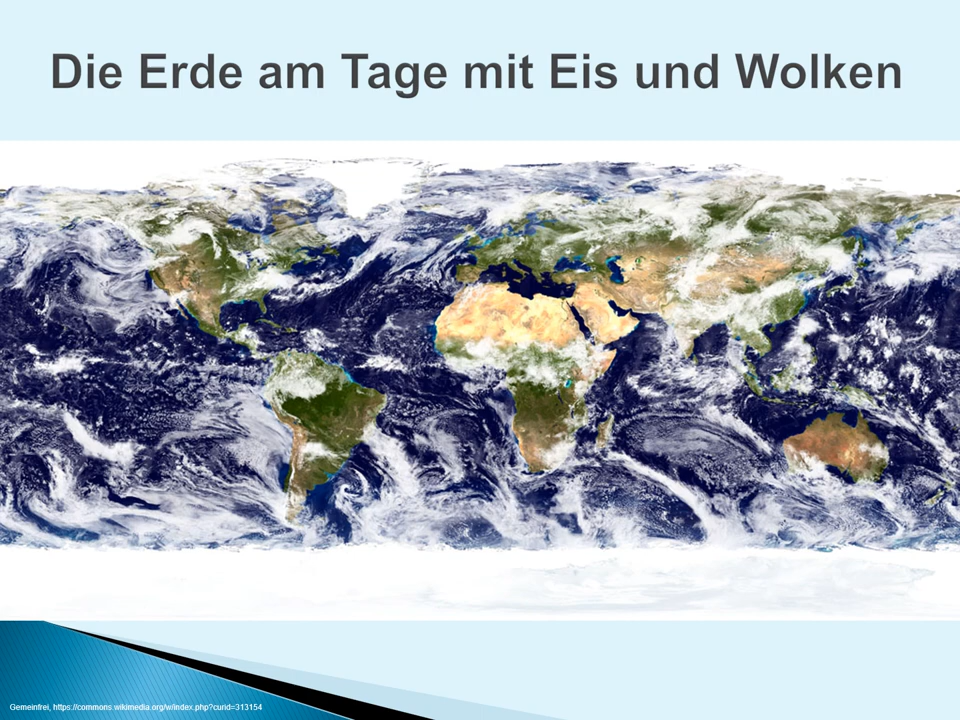 Die Erde am Tage mit Eis und Wolken
Gemeinfrei, https://commons.wikimedia.org/w/index.php?curid=313154